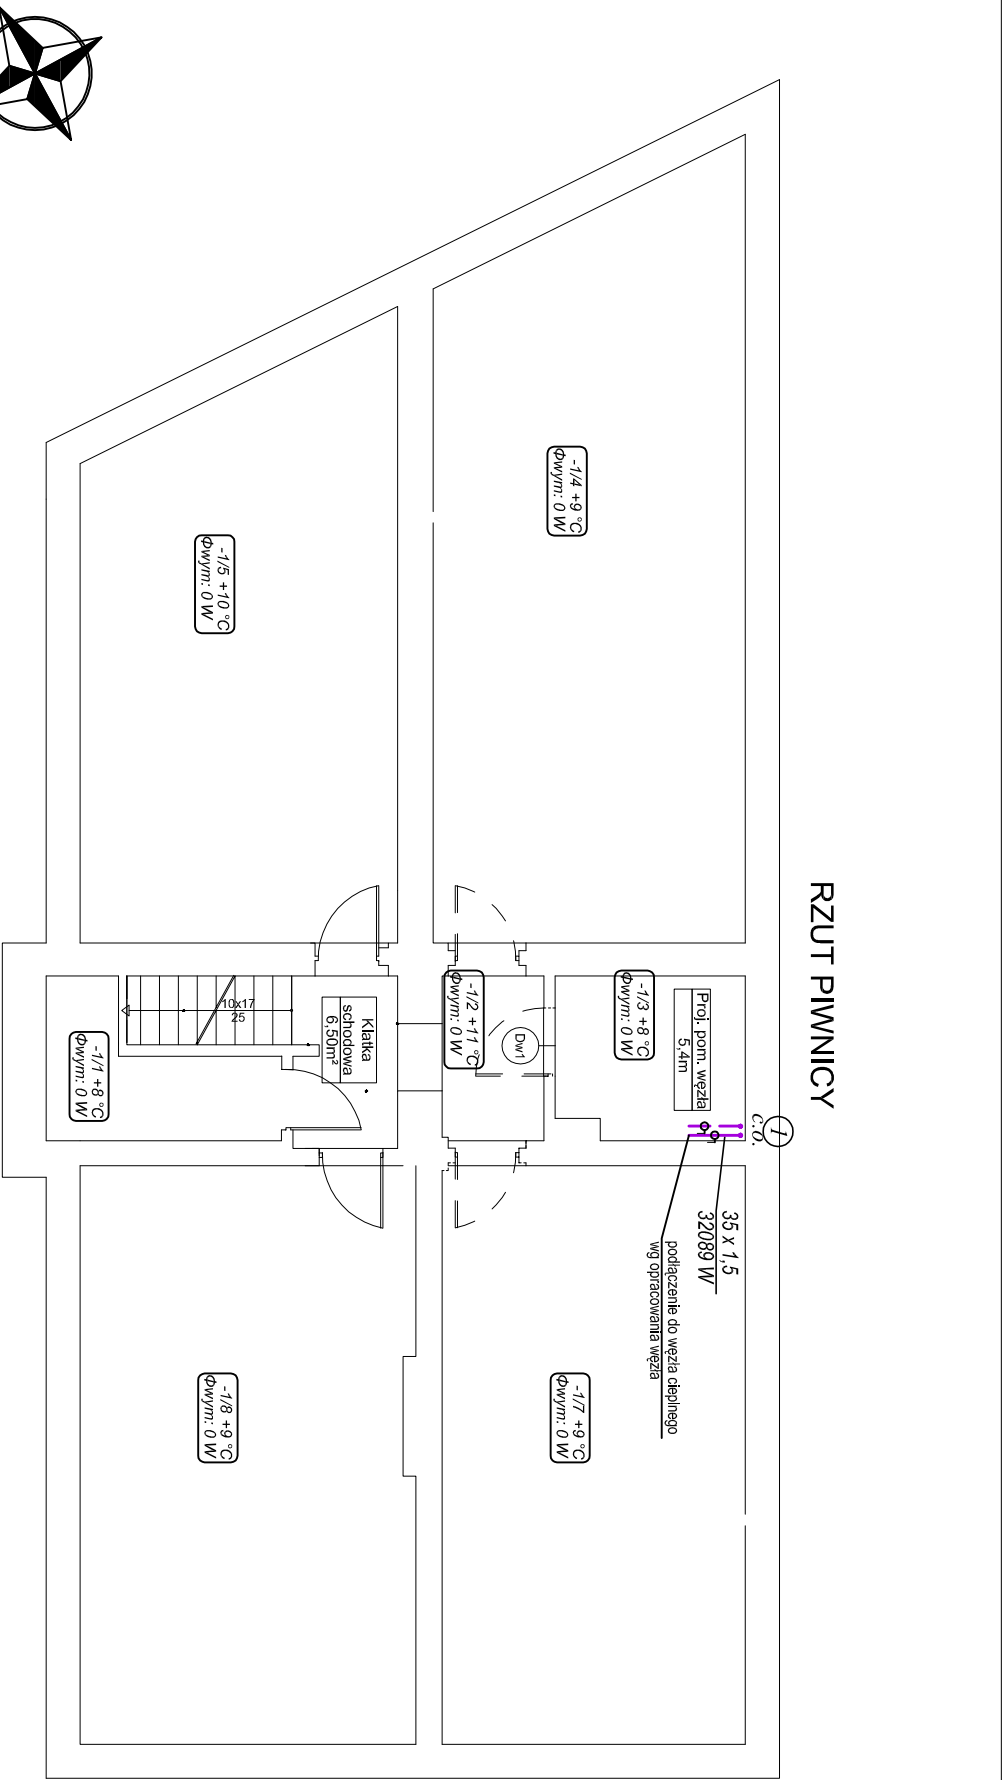 RZUT PIWNICY
1
c.o.
35 x 1,5
32089 W
podłączenie do węzła cieplnego
wg opracowania węzła
Proj. pom. węzła
5,4m
-1/3 +8 °C
Φwym: 0 W
-1/4 +9 °C
Φwym: 0 W
Dw1
-1/2 +11 °C
Φwym: 0 W
-1/7 +9 °C
Φwym: 0 W
Klatka
schodowa
6,50m²
-1/5 +10 °C
Φwym: 0 W
10x17
25
-1/8 +9 °C
Φwym: 0 W
-1/1 +8 °C
Φwym: 0 W